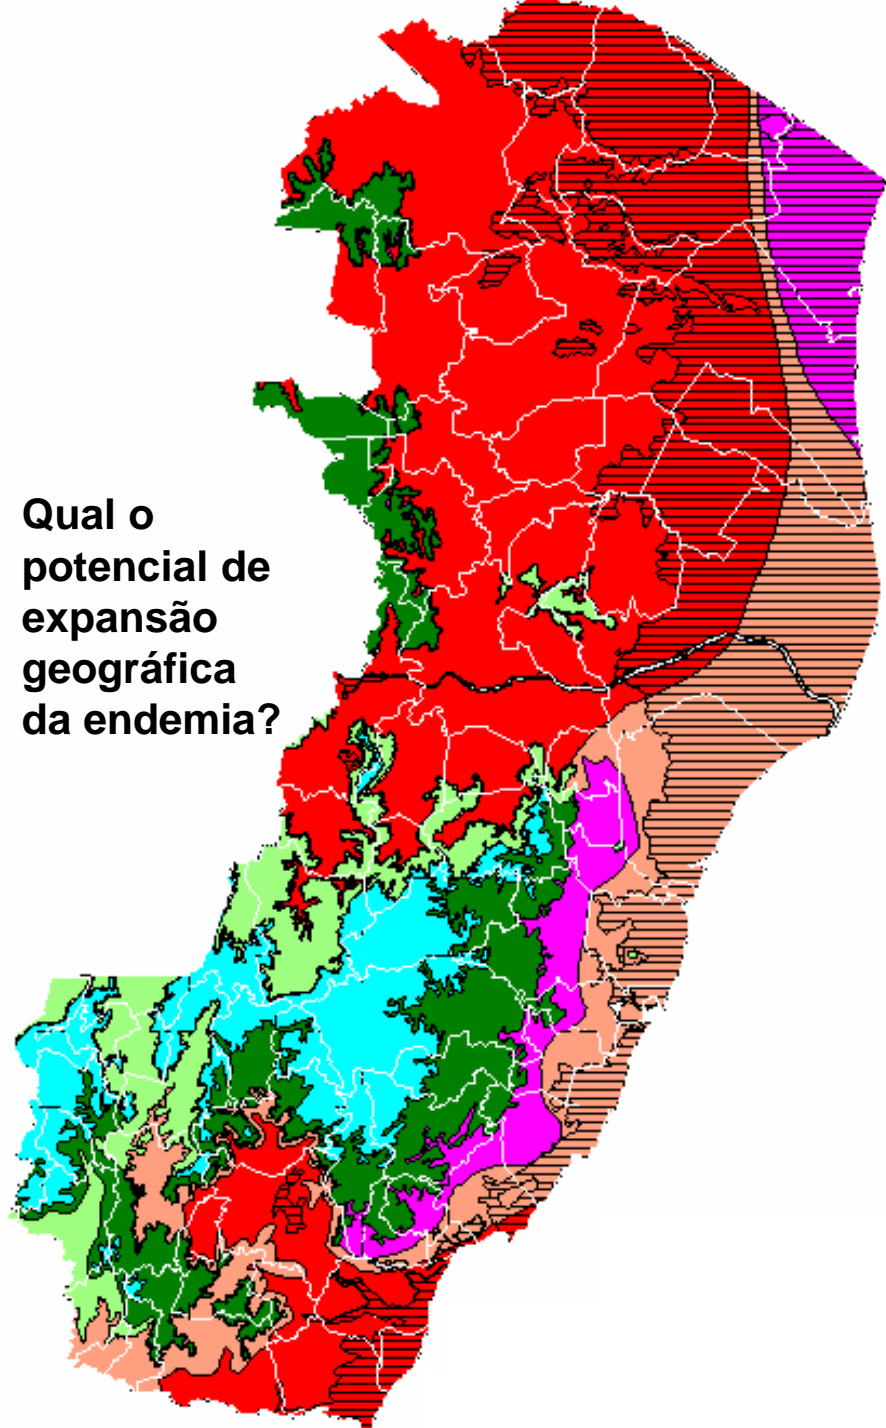 Qual o
potencial de
expansão
geográfica
da endemia?